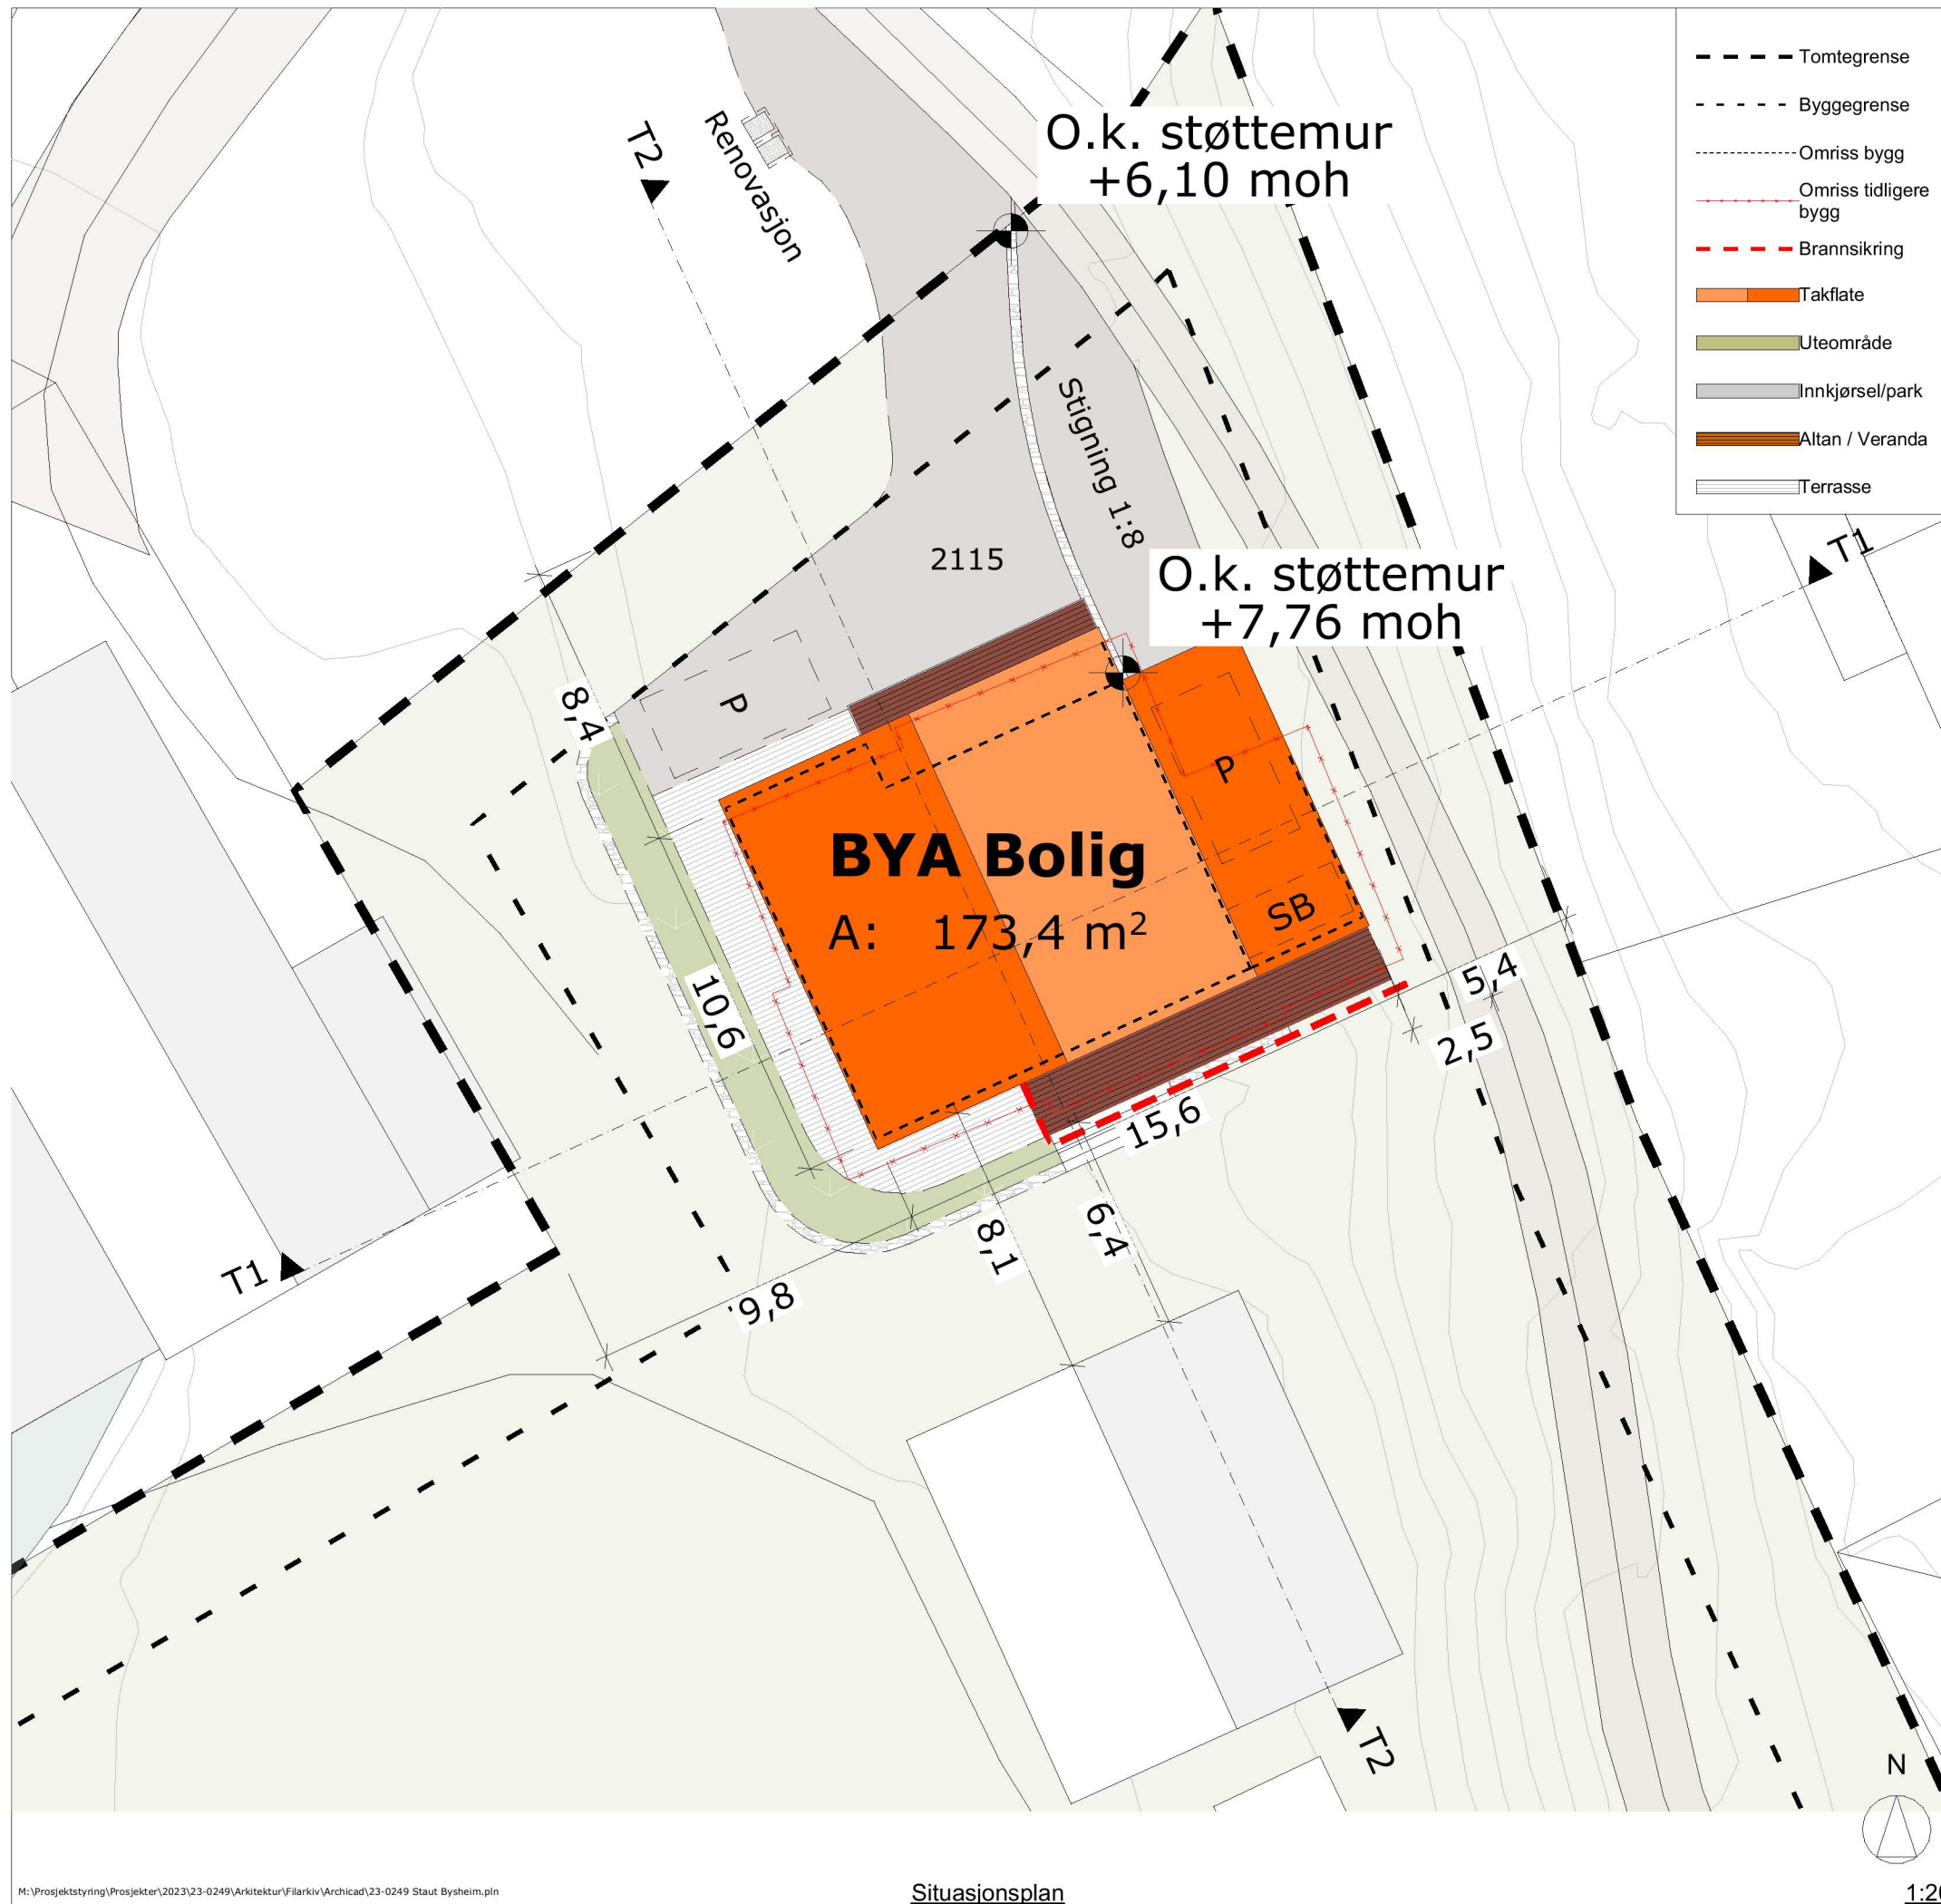 Tomtegrense
Byggegrense
Omriss bygg
Omriss tidligere
bygg
Brannsikring
Takflate
Uteområde
Innkjørsel/park
Altan / Veranda
Terrasse
T2
Renovasjon
O.k. støttemur
+6,10 moh
Stigning 1:8
2115
O.k. støttemur
+7,76 moh
T1
8,4
P
P
BYA Bolig
A: 173,4 m²
SB
10,6
5,4
2,5
15,6
8,1
6,4
9,8
T1
T2
N
M:\Prosjektstyring\Prosjekter\2023\23-0249\Arkitektur\Filarkiv\Archicad\23-0249 Staut Bysheim.pln
Situasjonsplan